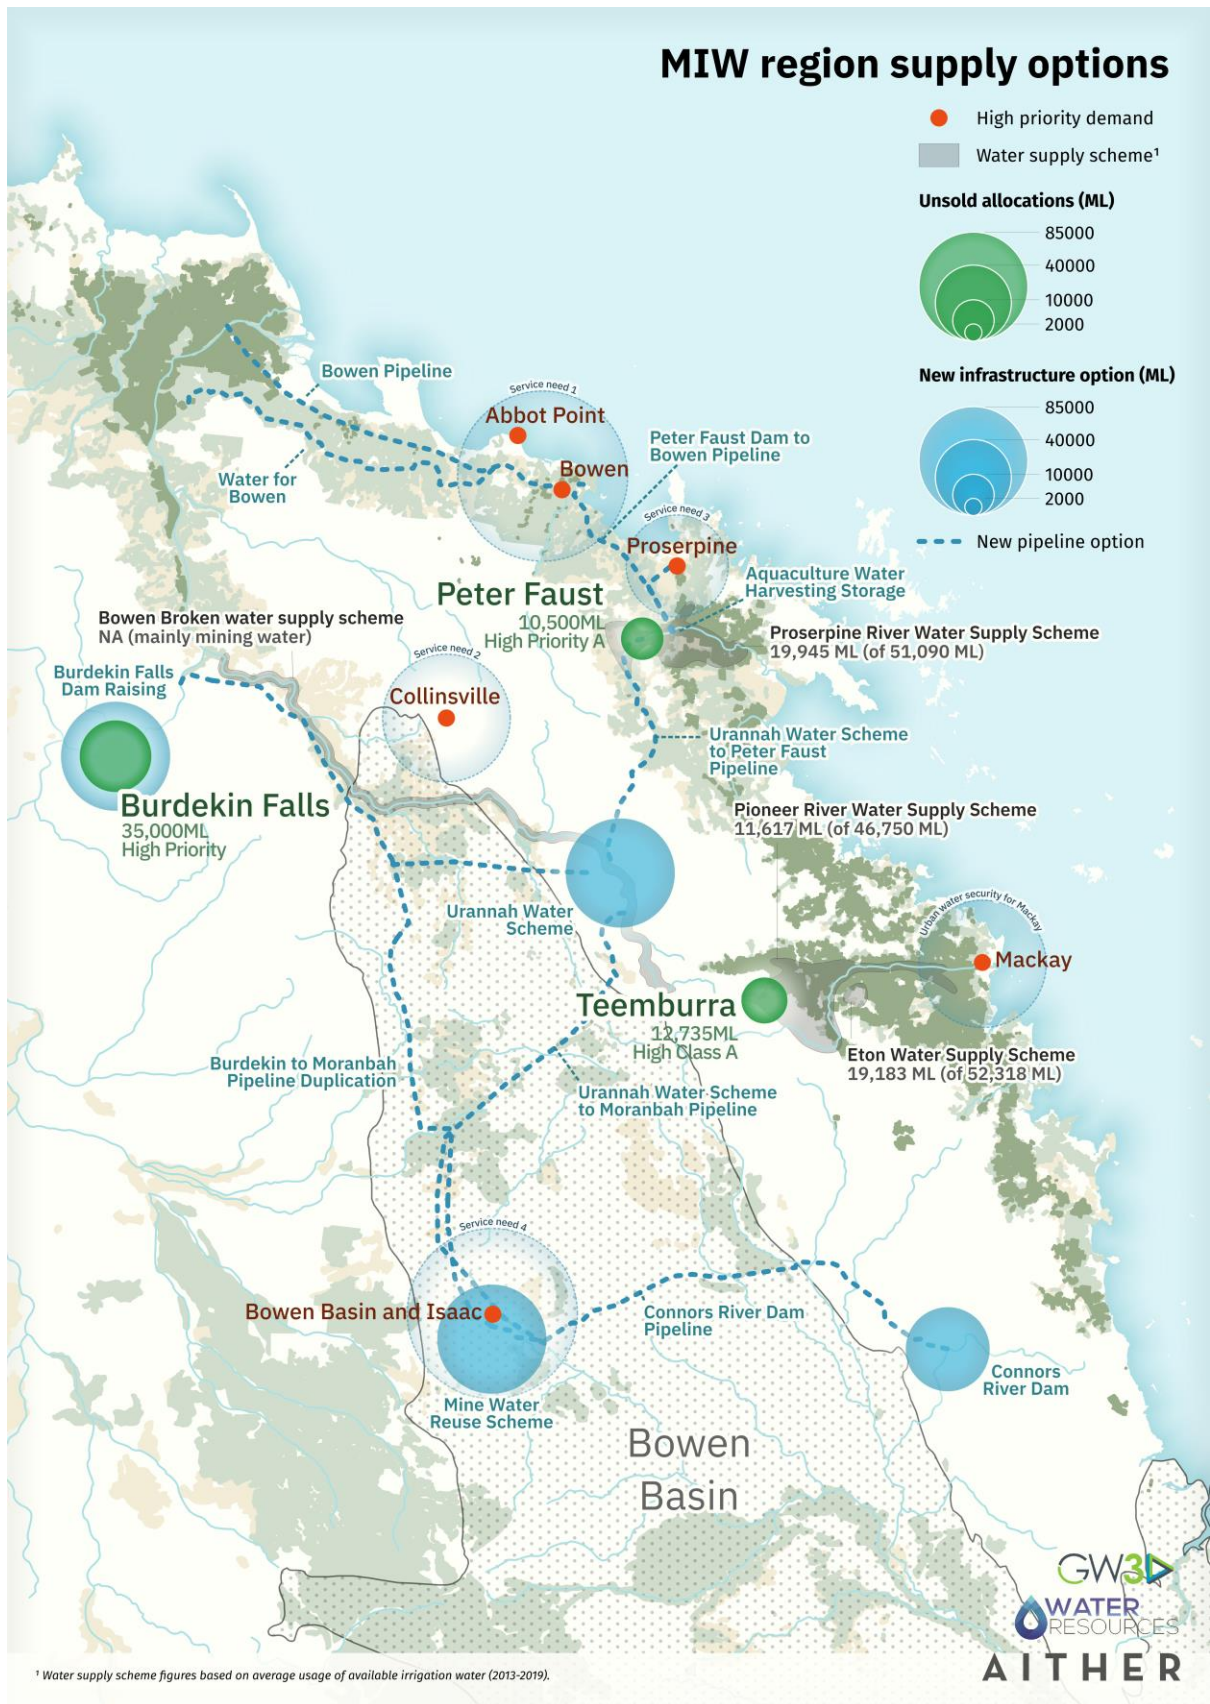 MIW region supply options
High priority demand
Water supply scheme¹
Unsold allocations (ML)
85000
40000
10000
2000
New infrastructure option (ML)
85000
40000
10000
2000
New pipeline option
Bowen Pipeline
Service need 1
Abbot Point
Bowen
Peter Faust Dam to
Bowen Pipeline
Water for
Bowen
Service need 3
Proserpine
Aquaculture Water
Harvesting Storage
Peter Faust
10,500ML
High Priority A
Bowen Broken water supply scheme
NA (mainly mining water)
Proserpine River Water Supply Scheme
19,945 ML (of 51,090 ML)
Service need 2
Collinsville
Burdekin Falls
Dam Raising
Urannah Water Scheme
to Peter Faust
Pipeline
Burdekin Falls
35,000ML
High Priority
Pioneer River Water Supply Scheme
11,617 ML (of 46,750 ML)
Urannah Water
Scheme
Urban water security for Mackay
Mackay
Teemburra
12,735ML
High Class A
Eton Water Supply Scheme
19,183 ML (of 52,318 ML)
Burdekin to Moranbah
Pipeline Duplication
Urannah Water Scheme
to Moranbah Pipeline
Service need 4
Bowen Basin and Isaac
Connors River Dam
Pipeline
Connors
River Dam
Mine Water
Reuse Scheme
Bowen
Basin
GW3D
WATER
RESOURCES
AITHER
¹ Water supply scheme figures based on average usage of available irrigation water (2013-2019).